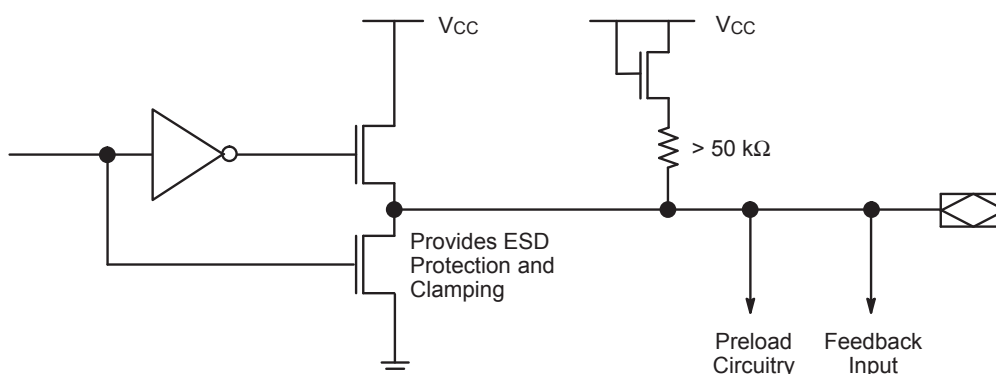 VCC
VCC
> 50 kΩ
Provides ESD
Protection and
Clamping
Preload
Circuitry
Feedback
Input